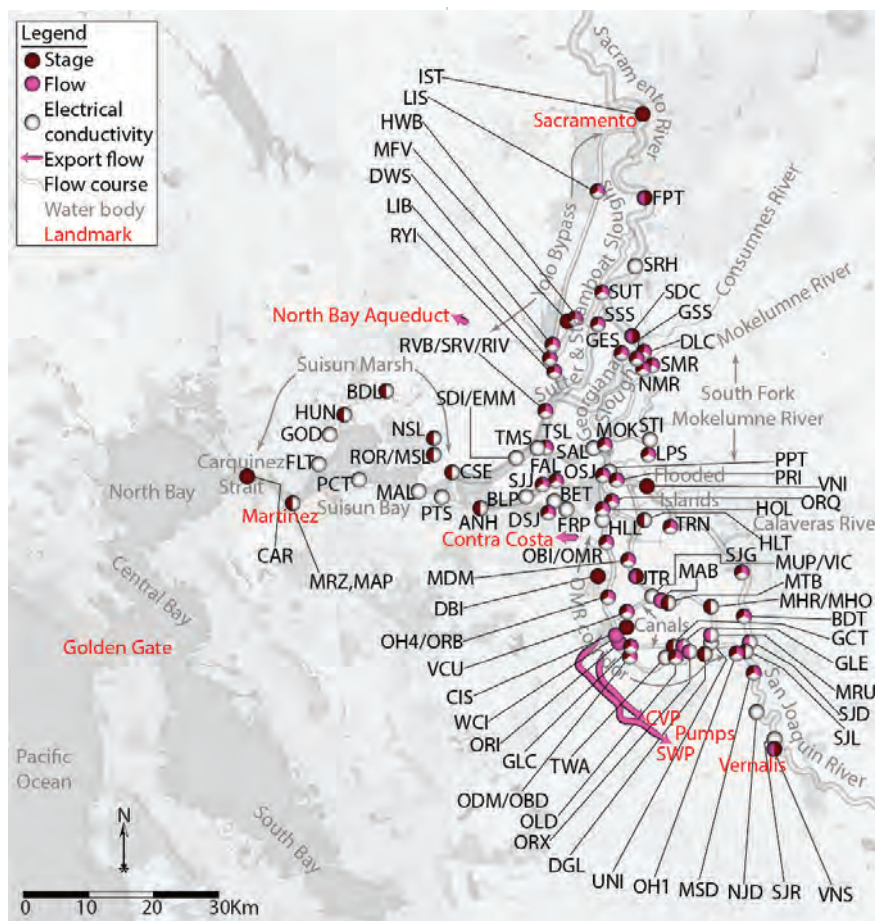 Legend
Stage
Flow
Electrical
conductivity
Export flow
Flow course
Water body
Landmark
IST
LIS
HWB
MFV
DWS
LIB
RYI
Sacramento River
Sacramento
FPT
Yolo Bypass
Sutter & Steamboat Sloughs
Consumnes River
SRH
SUT
SDC
SSS
GSS
GES
DLC
Mokelumne River
SMR
NMR
North Bay Aqueduct
RVB/SRV/RIV
Georgiana
Slough
South Fork
Mokelumne River
Suisun Marsh
BDL
SDI/EMM
HUN
GOD
NSL
TMS
TSL
SAL
MOK
STI
ROR/MSL
LPS
FLT
CSE
FAL
OSJ
PPT
PRI
Carquinez
Strait
North Bay
PCT
MAL
SJJ
Flooded
Islands
VNI
Suisun Bay
PTS
BLP
BET
ORQ
Martinez
ANH
DSJ
FRP
HLL
TRN
HOL
Calaveras River
Contra Costa
HLT
CAR
OBI/OMR
SJG
MUP/VIC
MRZ,MAP
MDM
JTR
MAB
MTB
Central Bay
DBI
MHR/MHO
OMR corridor
BDT
OH4/ORB
Canals
GCT
Golden Gate
VCU
GLE
CIS
MRU
WCI
SJD
ORI
SJL
San Joaquin River
CVP
Pumps
SWP
GLC
TWA
Vernalis
Pacific
Ocean
ODM/OBD
OLD
ORX
South Bay
DGL
UNI
OH1
MSD
NJD
SJR
VNS
N
0 10 20 30Km